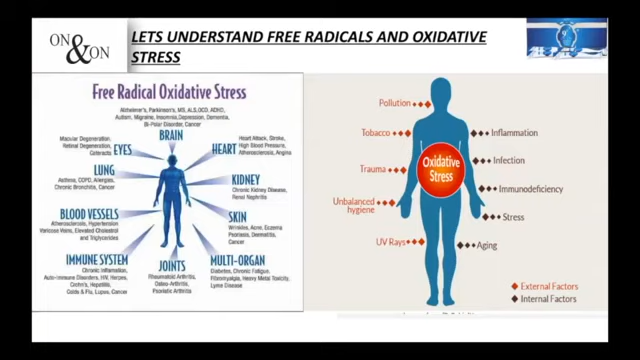 ON
&
ON
LETS UNDERSTAND FREE RADICALS AND OXIDATIVE
STRESS
Free Radical Oxidative Stress
Alzheimer's, Parkinson's, MS, ALS, OCD, ADHD,
Autism, Migraine, Insomnia, Depression, Dementia,
Bi-Polar Disorder, Cancer
BRAIN
Macular Degeneration,
Retinal Degeneration,
Cataracts
EYES
HEART
Heart Attack, Stroke,
High Blood Pressure,
Atherosclerosis, Angina
LUNG
Asthma, COPD, Allergies,
Chronic Bronchitis, Cancer
KIDNEY
Chronic Kidney Disease,
Renal Nephritis
BLOOD VESSELS
Atherosclerosis, Hypertension
Varicose Veins, Elevated Cholesterol
and Triglycerides
SKIN
Wrinkles, Acne, Eczema
Psoriasis, Dermatitis,
Cancer
IMMUNE SYSTEM
Chronic Inflamation,
Auto-Immune Disorders, HIV, Herpes,
Crohn's, Hepatitis,
Colds & Flu, Lupus, Cancer
JOINTS
Rheumatoid Arthritis,
Osteo-Arthritis,
Psoriatic Arthritis
MULTI-ORGAN
Diabetes, Chronic Fatigue,
Fibromyalgia, Heavy Metal Toxicity,
Lyme Disease
Pollution
Tobacco
Trauma
Unbalanced
hygiene
UV Rays
Oxidative
Stress
Inflammation
Infection
Immunodeficiency
Stress
Aging
External Factors
Internal Factors